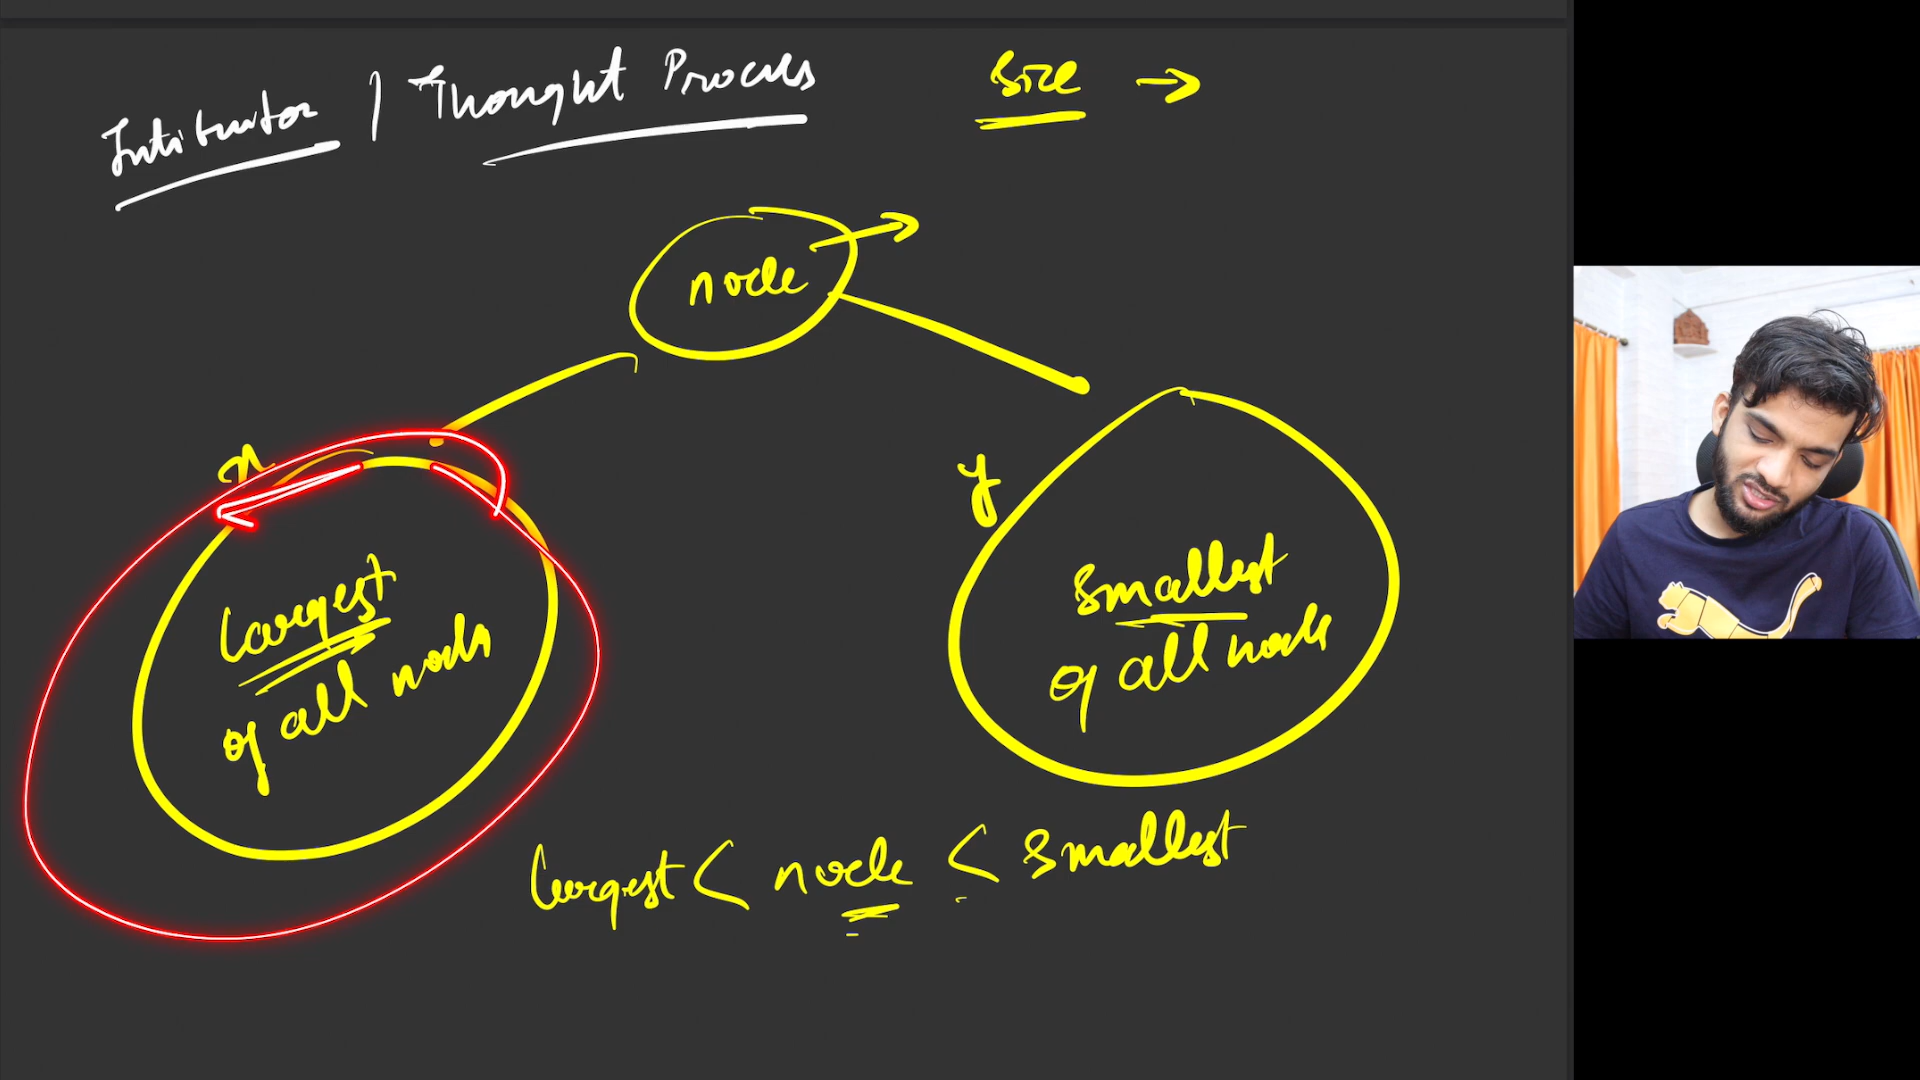 Intuition | Thought Process
Size →
node
x
y
largest
of all nodes
smallest
of all nodes
largest < node < smallest